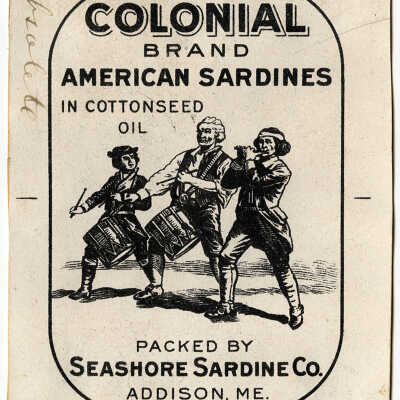 COLONIAL
BRAND
AMERICAN SARDINES
IN COTTONSEED
OIL
PACKED BY
SEASHORE SARDINE CO.
ADDISON, ME.